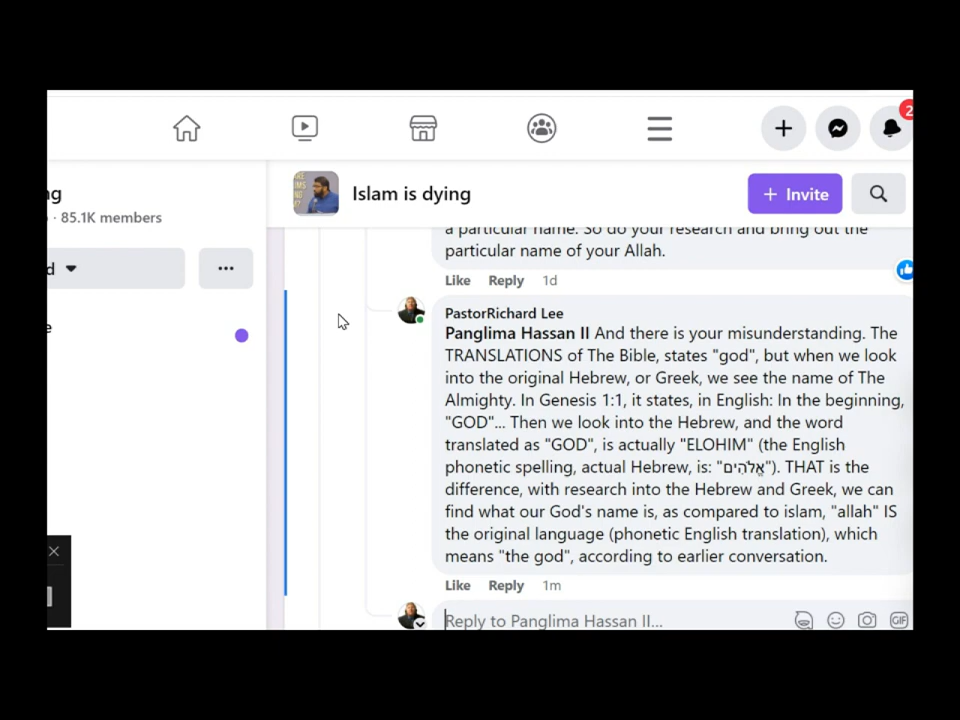 2
ng
· 85.1K members
Islam is dying
+ Invite
d
e
a particular name. So do your research and bring out the
particular name of your Allah.
Like Reply 1d
PastorRichard Lee
Panglima Hassan II And there is your misunderstanding. The
TRANSLATIONS of The Bible, states "god", but when we look
into the original Hebrew, or Greek, we see the name of The
Almighty. In Genesis 1:1, it states, in English: In the beginning,
"GOD"... Then we look into the Hebrew, and the word
translated as "GOD", is actually "ELOHIM" (the English
phonetic spelling, actual Hebrew, is: "אֱלֹהִים"). THAT is the
difference, with research into the Hebrew and Greek, we can
find what our God's name is, as compared to islam, "allah" IS
the original language (phonetic English translation), which
means "the god", according to earlier conversation.
Like Reply 1m
Reply to Panglima Hassan II...
GIF